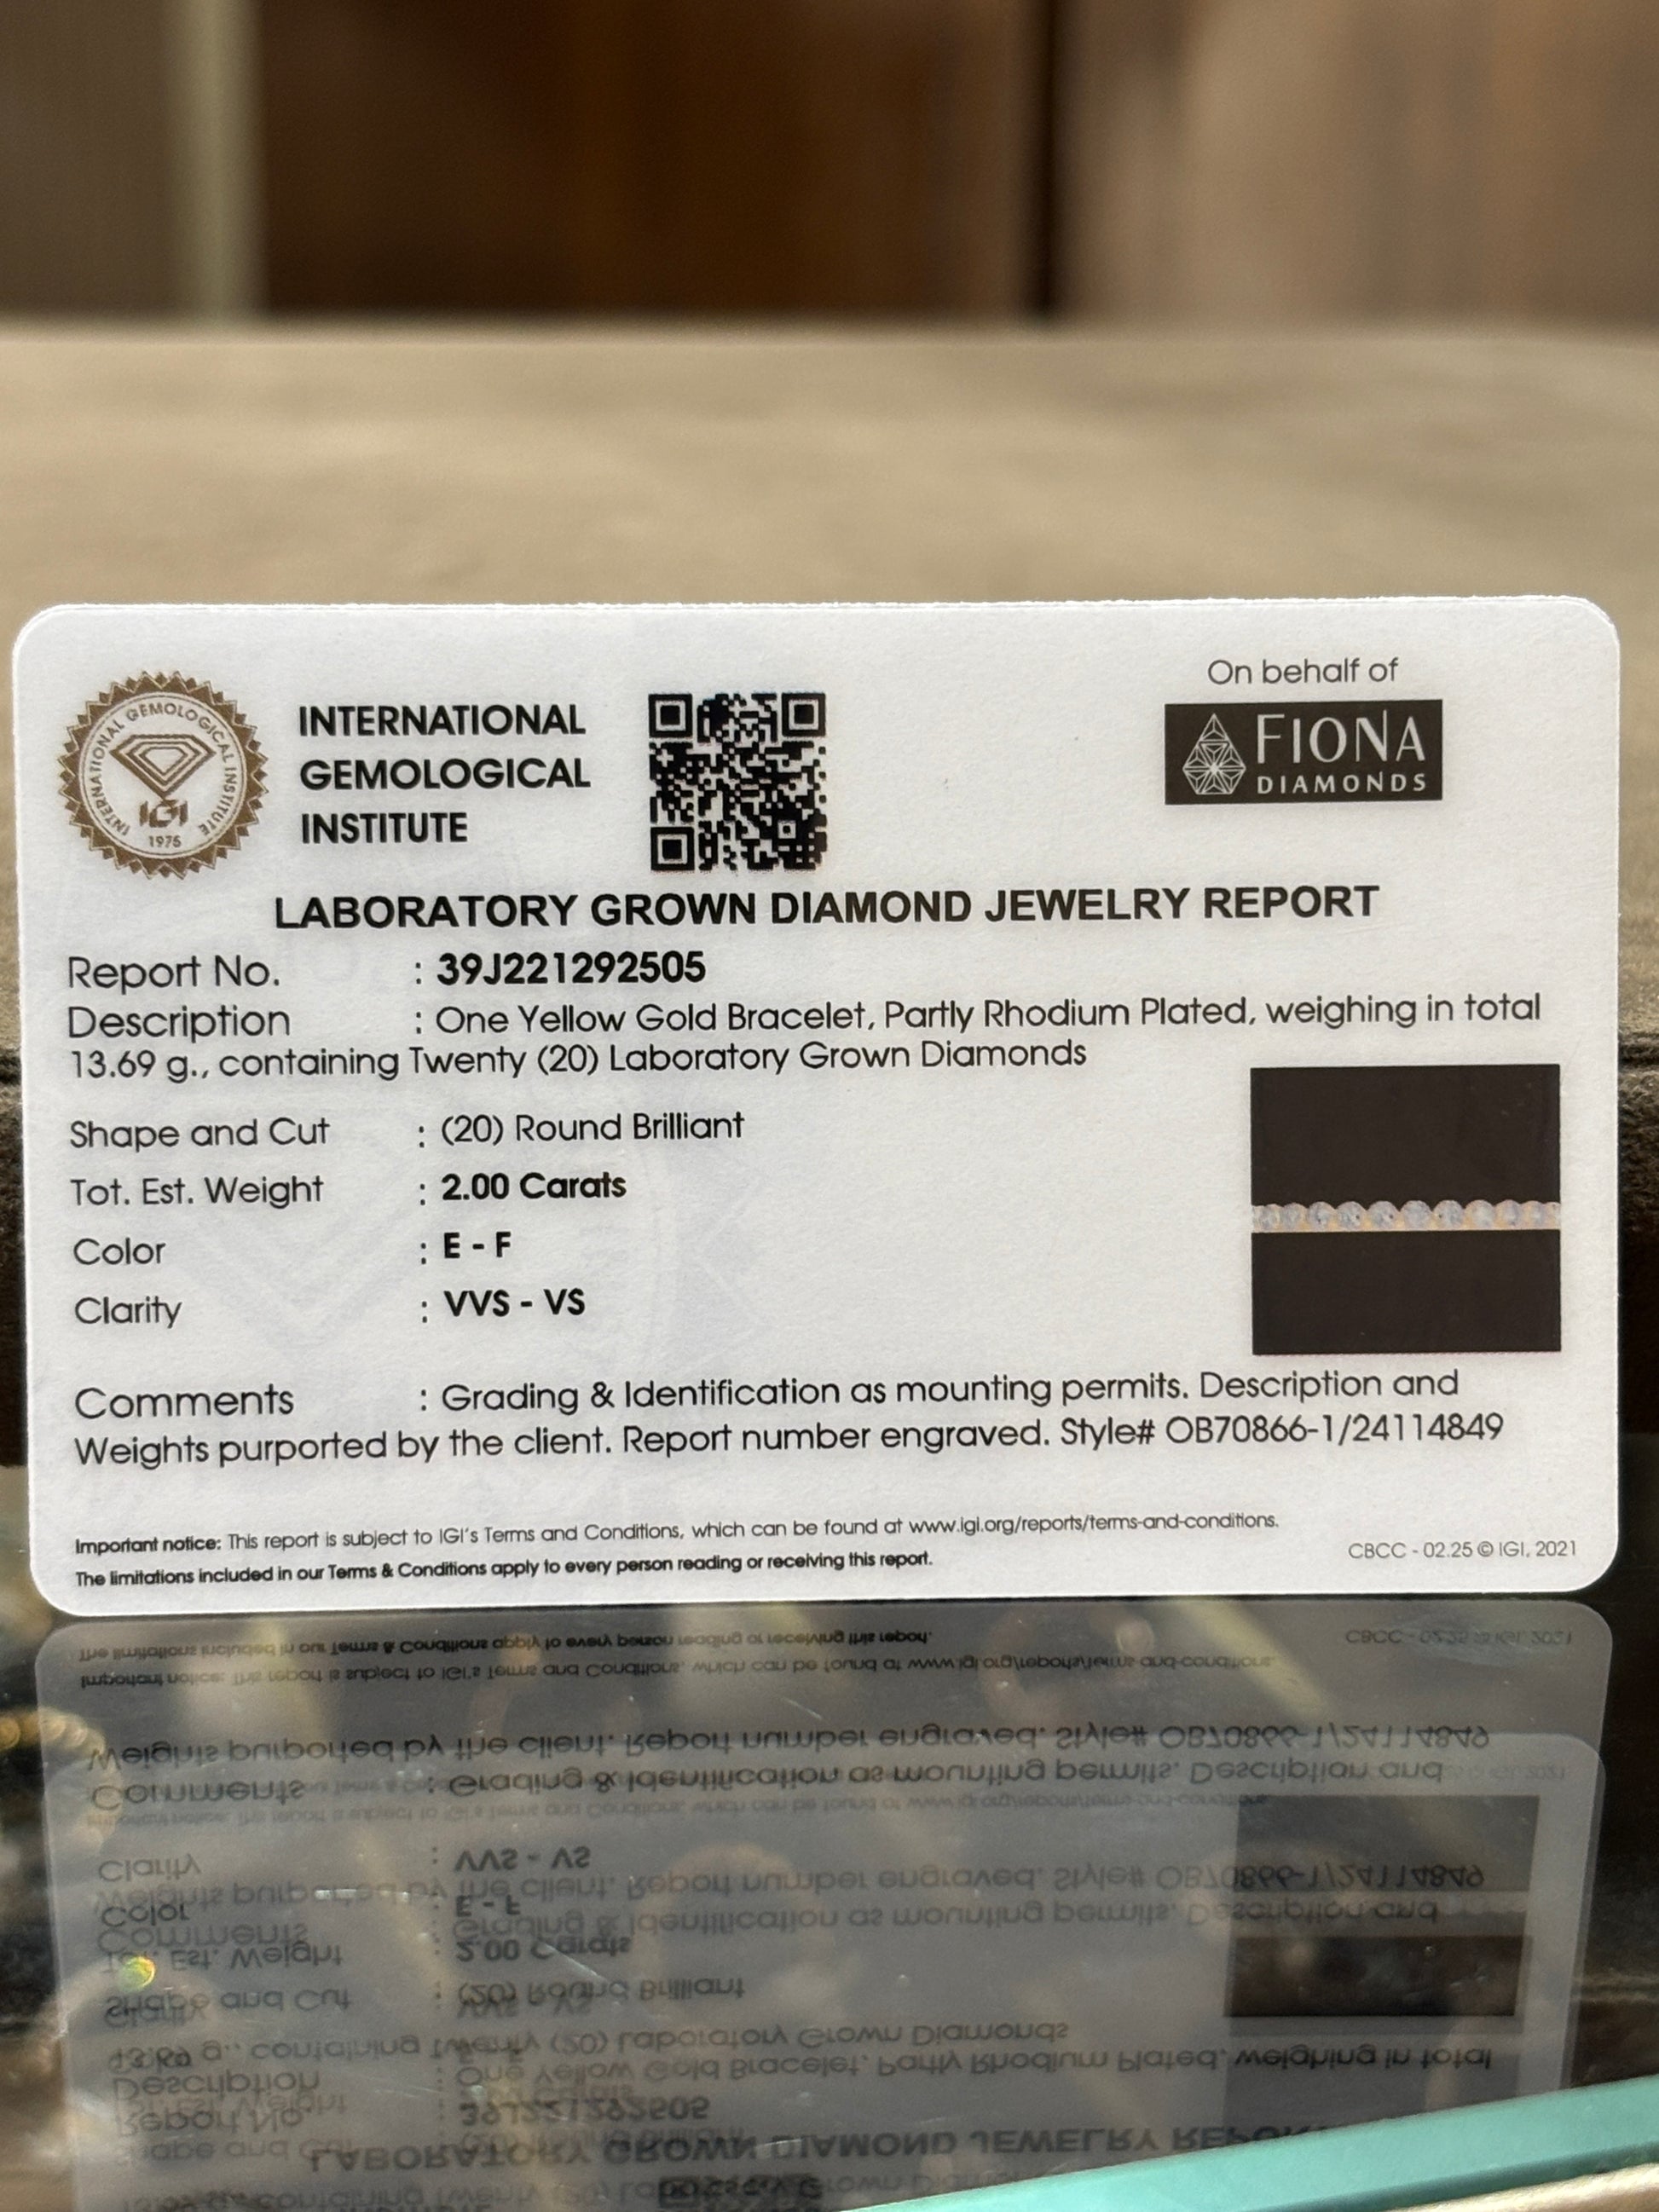 INTERNATIONAL GEMOLOGICAL INSTITUTE
IGI
1975
INTERNATIONAL
GEMOLOGICAL
INSTITUTE
On behalf of
FIONA
DIAMONDS
LABORATORY GROWN DIAMOND JEWELRY REPORT
Report No. : 39J221292505
Description : One Yellow Gold Bracelet, Partly Rhodium Plated, weighing in total
13.69 g., containing Twenty (20) Laboratory Grown Diamonds
Shape and Cut : (20) Round Brilliant
Tot. Est. Weight : 2.00 Carats
Color : E - F
Clarity : VVS - VS
Comments : Grading & Identification as mounting permits. Description and
Weights purported by the client. Report number engraved. Style# OB70866-1/24114849
Important notice: This report is subject to IGI's Terms and Conditions, which can be found at www.igi.org/reports/terms-and-conditions.
The limitations included in our Terms & Conditions apply to every person reading or receiving this report.
CBCC - 02.25 © IGI, 2021